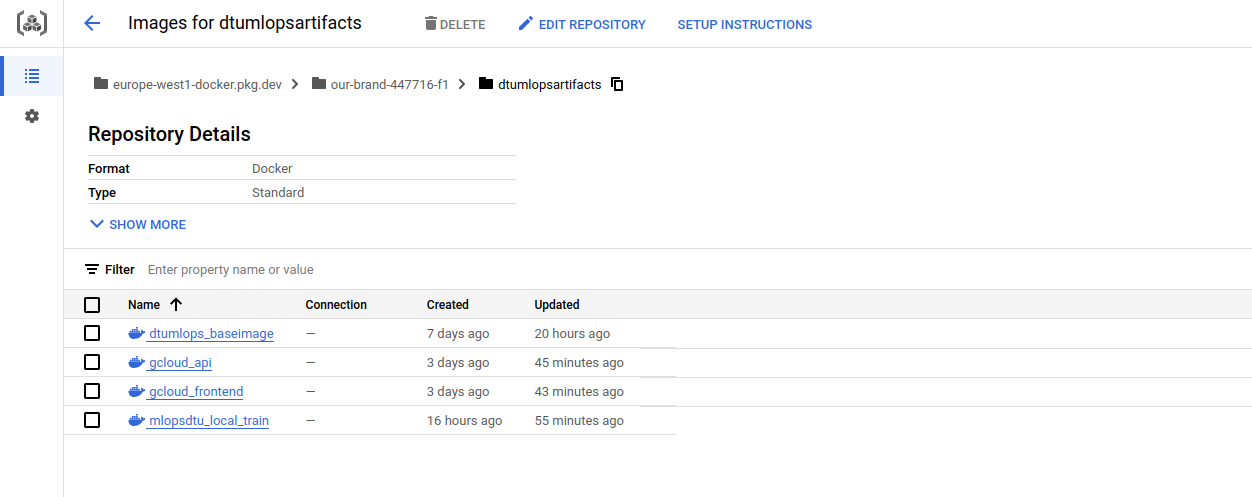 Images for dtumlopsartifacts DELETE EDIT REPOSITORY SETUP INSTRUCTIONS
europe-west1-docker.pkg.dev our-brand-447716-f1 dtumlopsartifacts
Repository Details
Format Docker
Type Standard
SHOW MORE
Filter Enter property name or value
Name Connection Created Updated
dtumlops_baseimage — 7 days ago 20 hours ago
gcloud_api — 3 days ago 45 minutes ago
gcloud_frontend — 3 days ago 43 minutes ago
mlopsdtu_local_train — 16 hours ago 55 minutes ago